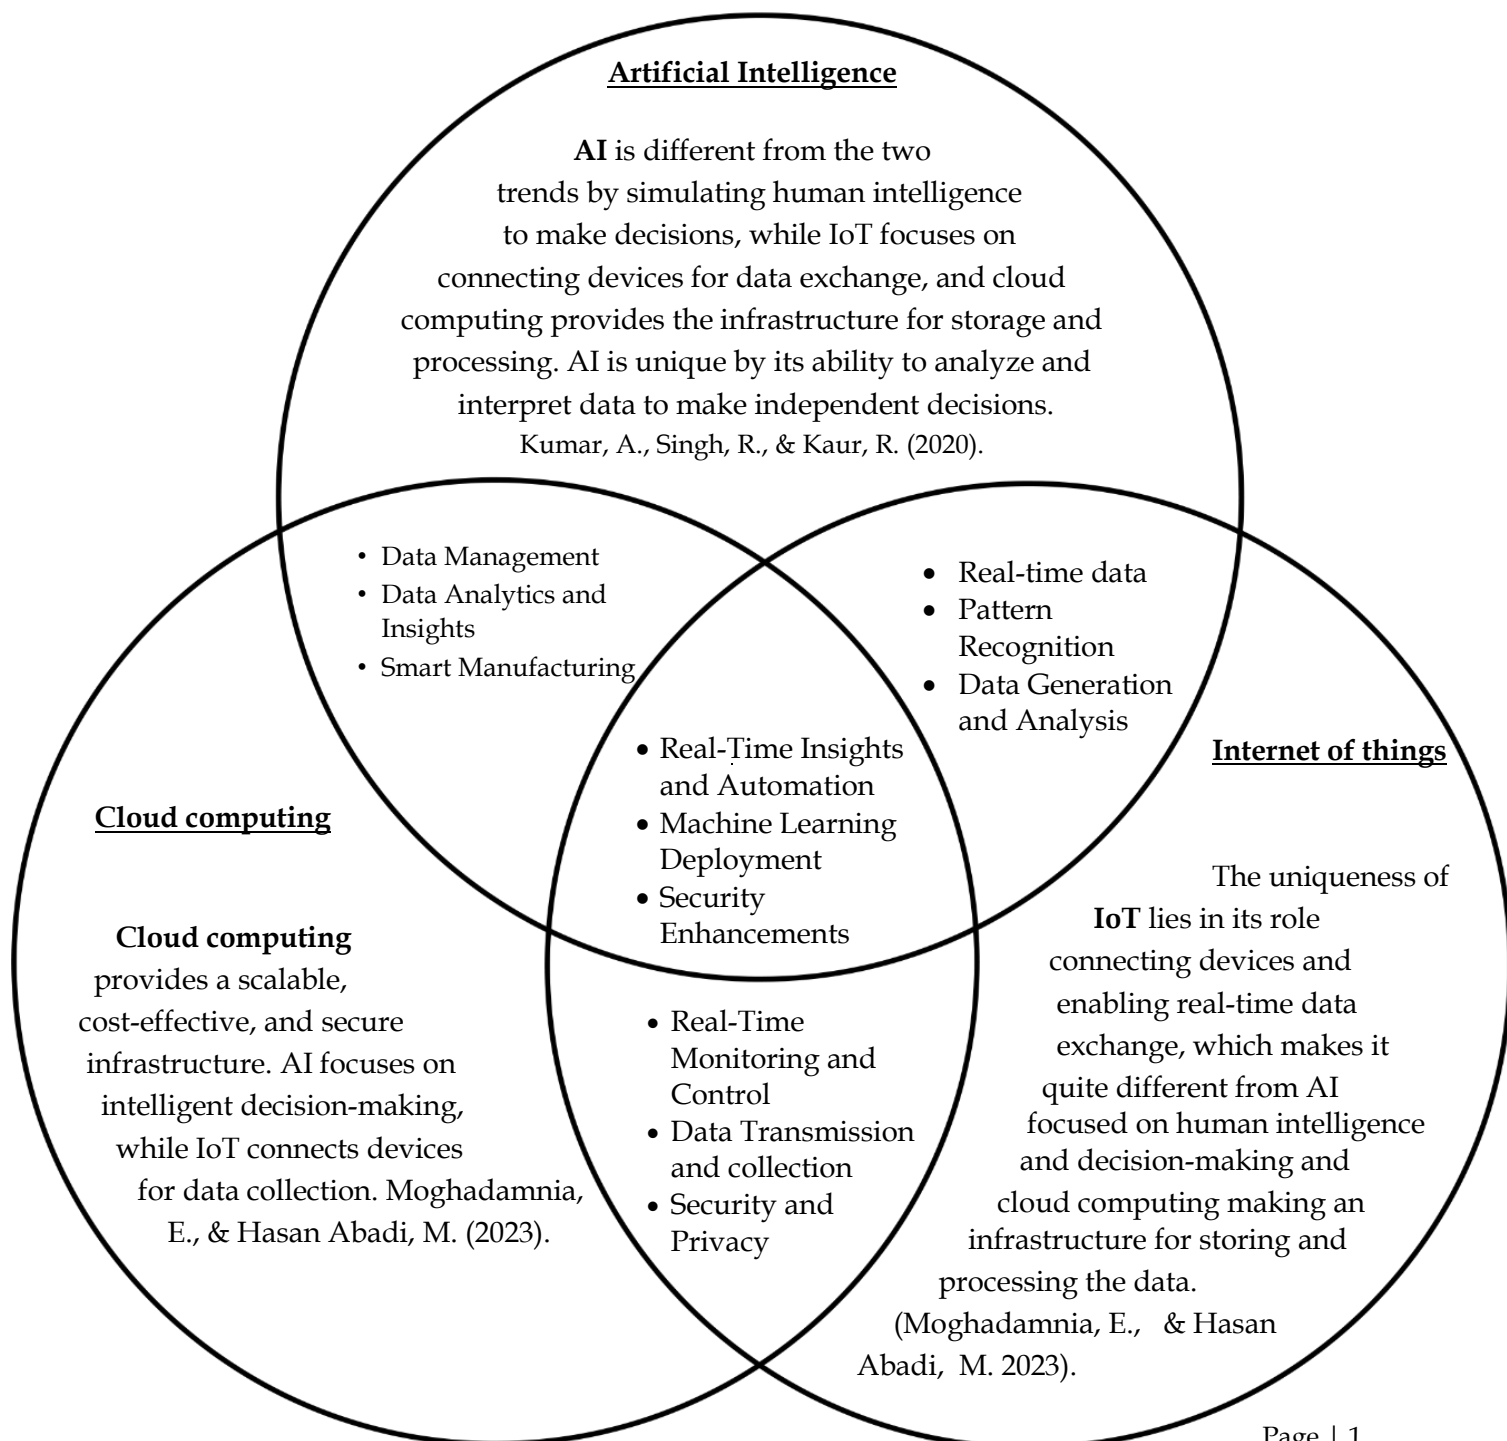 Artificial Intelligence
AI is different from the two
trends by simulating human intelligence
to make decisions, while IoT focuses on
connecting devices for data exchange, and cloud
computing provides the infrastructure for storage and
processing. AI is unique by its ability to analyze and
interpret data to make independent decisions.
Kumar, A., Singh, R., & Kaur, R. (2020).
• Data Management
• Data Analytics and
Insights
• Smart Manufacturing
• Real-time data
• Pattern
Recognition
• Data Generation
and Analysis
• Real-Time Insights
and Automation
• Machine Learning
Deployment
• Security
Enhancements
Cloud computing
Cloud computing
provides a scalable,
cost-effective, and secure
infrastructure. AI focuses on
intelligent decision-making,
while IoT connects devices
for data collection. Moghadamnia,
E., & Hasan Abadi, M. (2023).
• Real-Time
Monitoring and
Control
• Data Transmission
and collection
• Security and
Privacy
Internet of things
The uniqueness of
IoT lies in its role
connecting devices and
enabling real-time data
exchange, which makes it
quite different from AI
focused on human intelligence
and decision-making and
cloud computing making an
infrastructure for storing and
processing the data.
(Moghadamnia, E., & Hasan
Abadi, M. 2023).
Page | 1